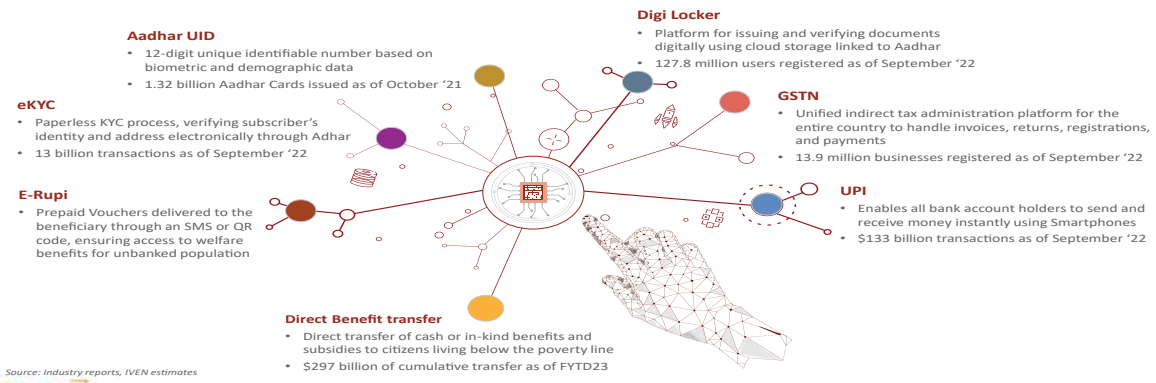 Aadhar UID
• 12-digit unique identifiable number based on
biometric and demographic data
• 1.32 billion Aadhar Cards issued as of October ‘21
Digi Locker
• Platform for issuing and verifying documents
digitally using cloud storage linked to Aadhar
• 127.8 million users registered as of September ‘22
eKYC
• Paperless KYC process, verifying subscriber’s
identity and address electronically through Adhar
• 13 billion transactions as of September ‘22
GSTN
• Unified indirect tax administration platform for the
entire country to handle invoices, returns, registrations,
and payments
• 13.9 million businesses registered as of September ‘22
E-Rupi
• Prepaid Vouchers delivered to the
beneficiary through an SMS or QR
code, ensuring access to welfare
benefits for unbanked population
UPI
• Enables all bank account holders to send and
receive money instantly using Smartphones
• $133 billion transactions as of September ‘22
Direct Benefit transfer
• Direct transfer of cash or in-kind benefits and
subsidies to citizens living below the poverty line
• $297 billion of cumulative transfer as of FYTD23
Source: Industry reports, IVEN estimates